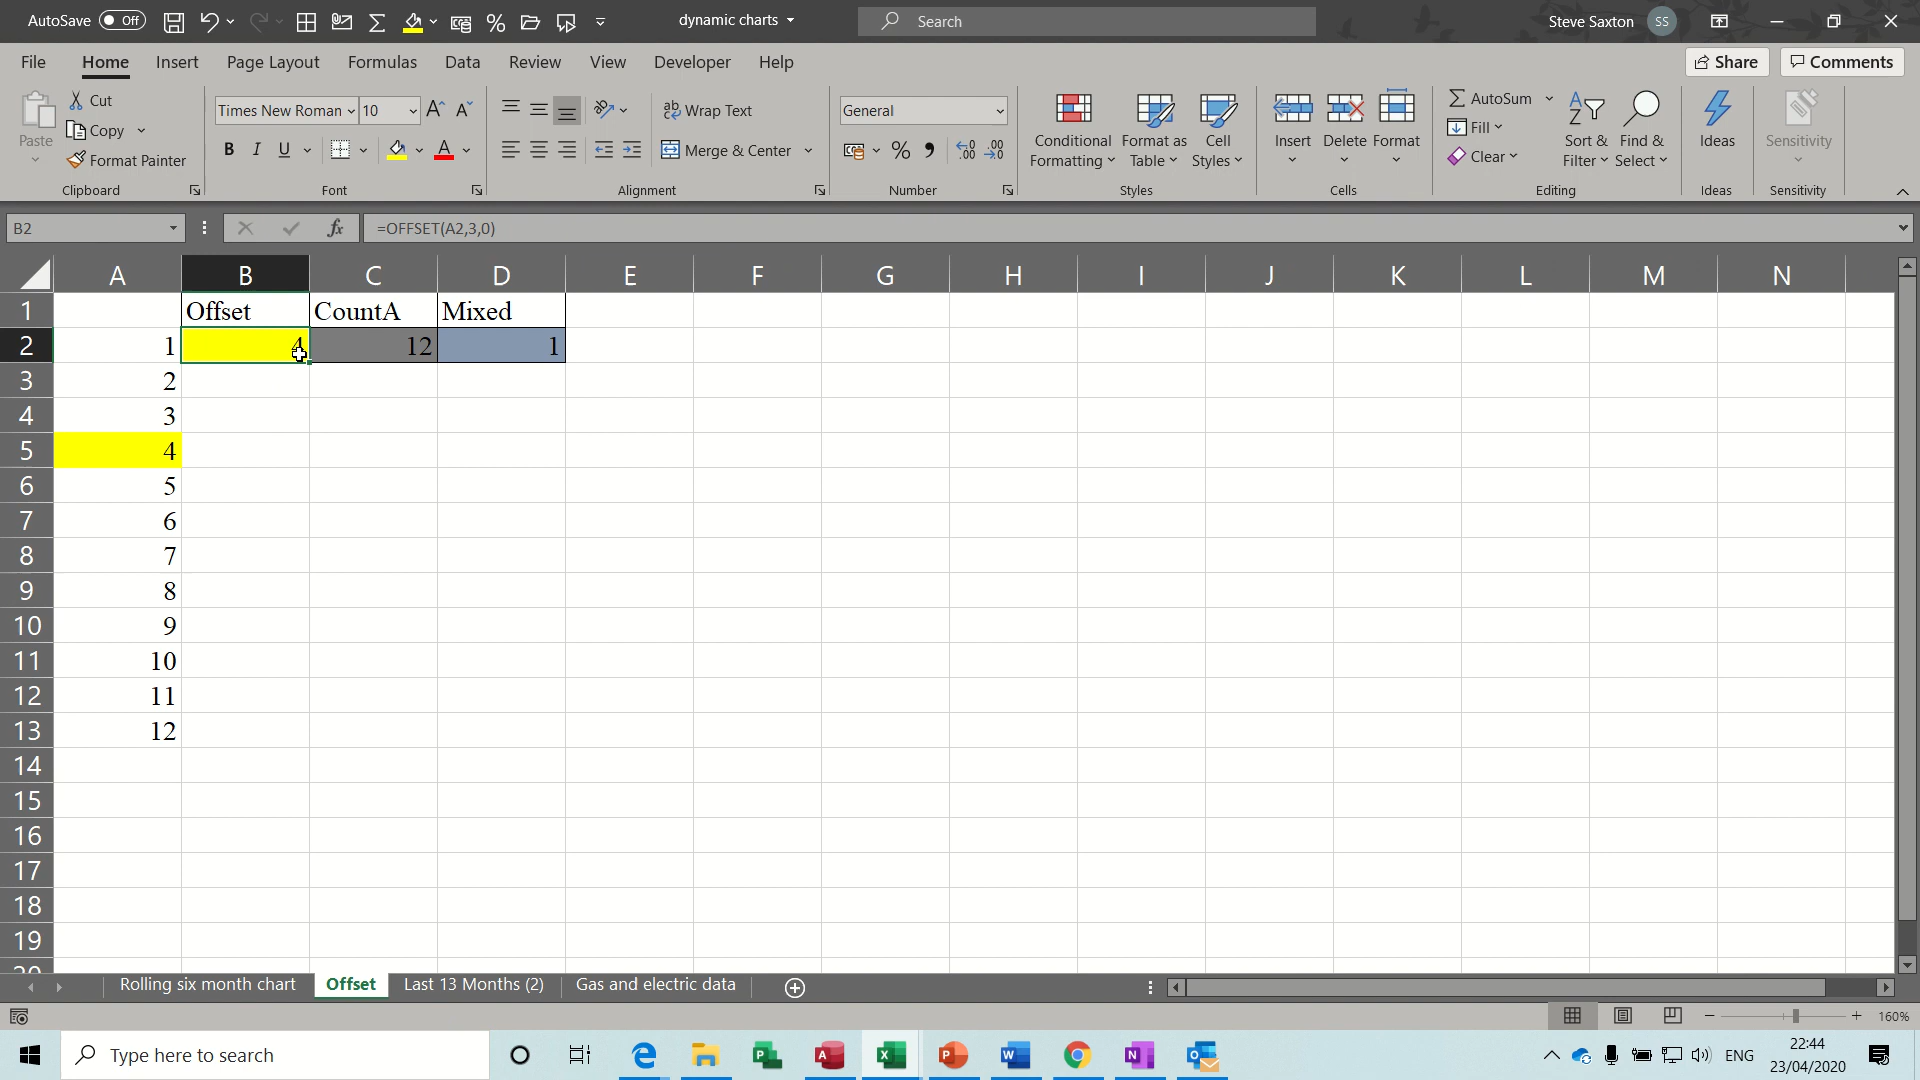 AutoSave Off
dynamic charts
Search
Steve Saxton SS
File Home Insert Page Layout Formulas Data Review View Developer Help
Share Comments
Paste
Cut
Copy
Format Painter
Clipboard
Times New Roman 10
B I U
Font
Wrap Text
Merge & Center
Alignment
General
Number
Conditional Formatting
Format as Table
Cell Styles
Styles
Insert Delete Format
Cells
AutoSum
Fill
Clear
Sort & Filter
Find & Select
Editing
Ideas
Ideas
Sensitivity
Sensitivity
B2 fx =OFFSET(A2,3,0)
A B C D E F G H I J K L M N
1 Offset CountA Mixed
2 1 4 12 1
3 2
4 3
5 4
6 5
7 6
8 7
9 8
10 9
11 10
12 11
13 12
14
15
16
17
18
19
20
Rolling six month chart Offset Last 13 Months (2) Gas and electric data
160%
Type here to search
ENG
22:44
23/04/2020